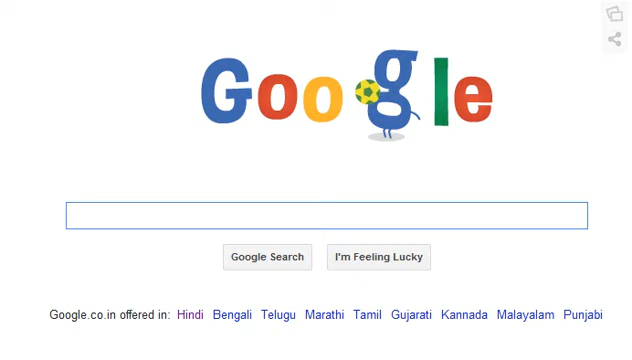 Google
Google Search I'm Feeling Lucky
Google.co.in offered in: Hindi Bengali Telugu Marathi Tamil Gujarati Kannada Malayalam Punjabi